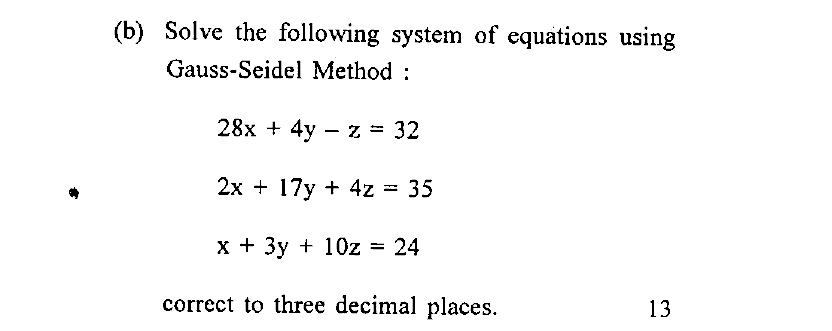 (b) Solve the following system of equations using
Gauss-Seidel Method :
28x + 4y – z = 32
2x + 17y + 4z = 35
x + 3y + 10z = 24
correct to three decimal places. 13